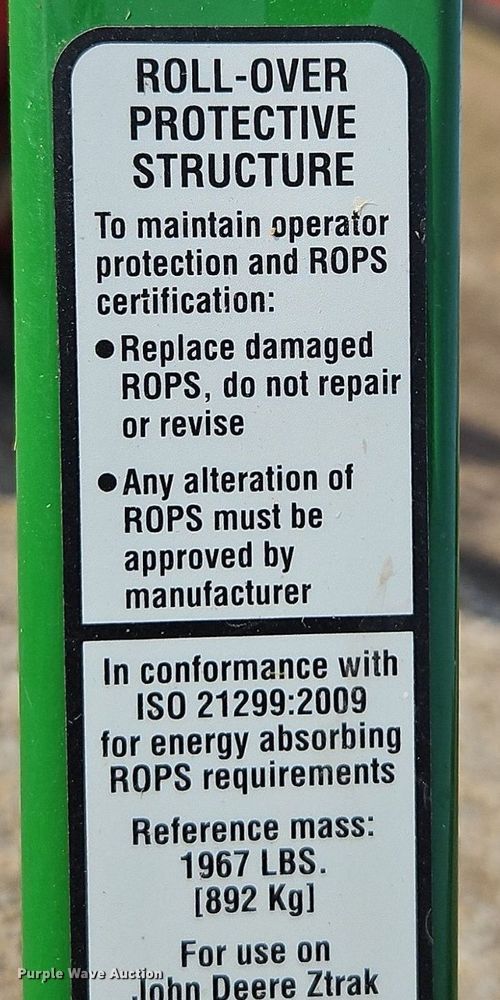 ROLL-OVER
PROTECTIVE
STRUCTURE
To maintain operator
protection and ROPS
certification:
● Replace damaged
ROPS, do not repair
or revise
● Any alteration of
ROPS must be
approved by
manufacturer
In conformance with
ISO 21299:2009
for energy absorbing
ROPS requirements
Reference mass:
1967 LBS.
[892 Kg]
For use on
John Deere Ztrak
Purple Wave Auction